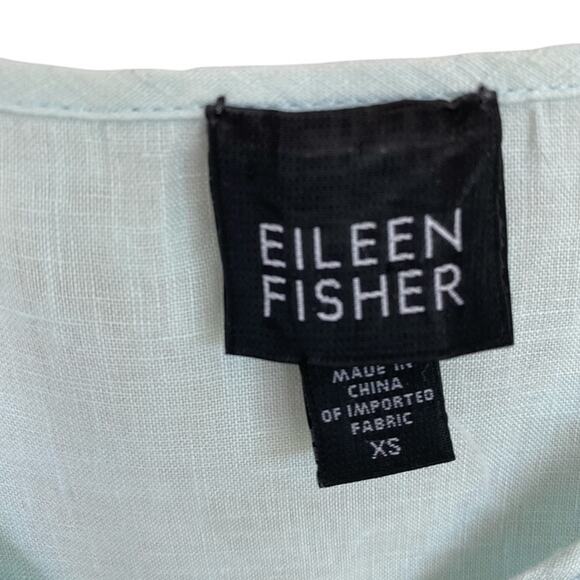 EILEEN
FISHER
MADE IN
CHINA
OF IMPORTED
FABRIC
XS